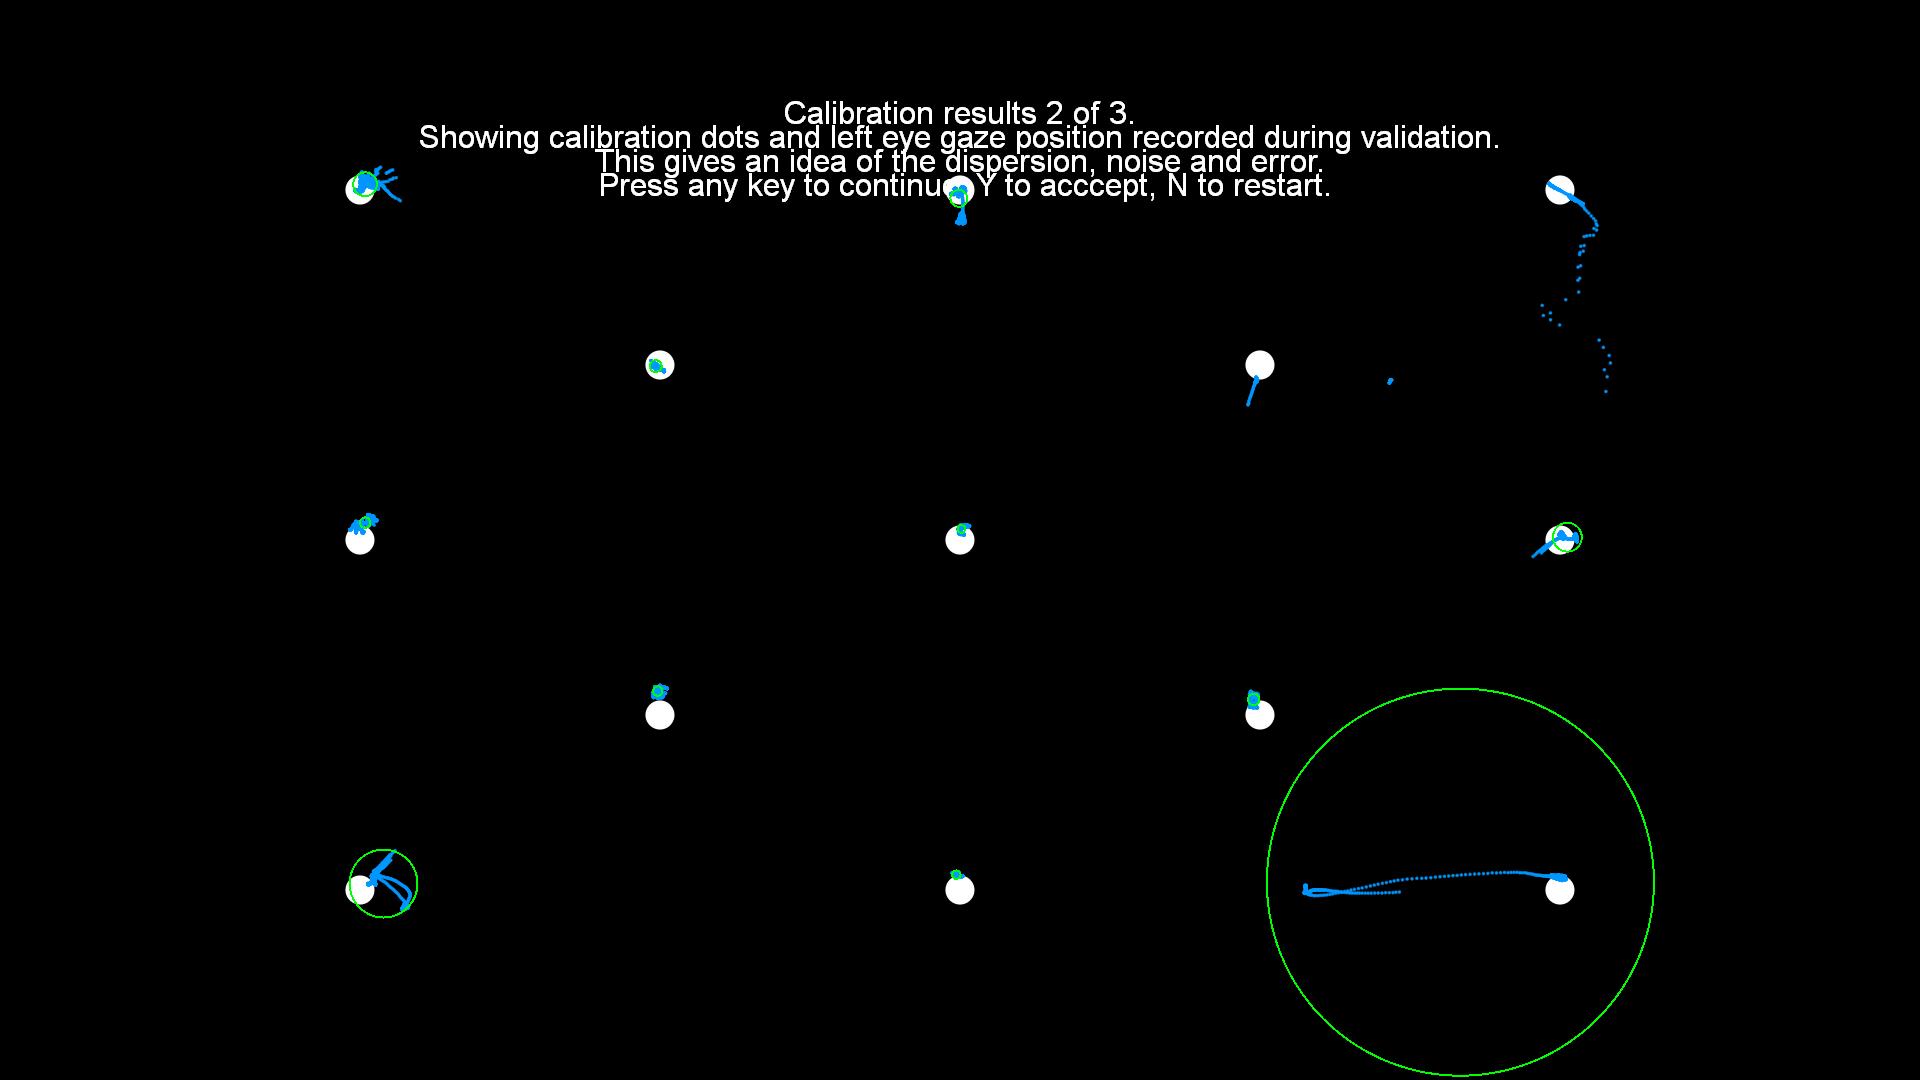 Calibration results 2 of 3.
Showing calibration dots and left eye gaze position recorded during validation.
This gives an idea of the dispersion, noise and error.
Press any key to continue, Y to acccept, N to restart.